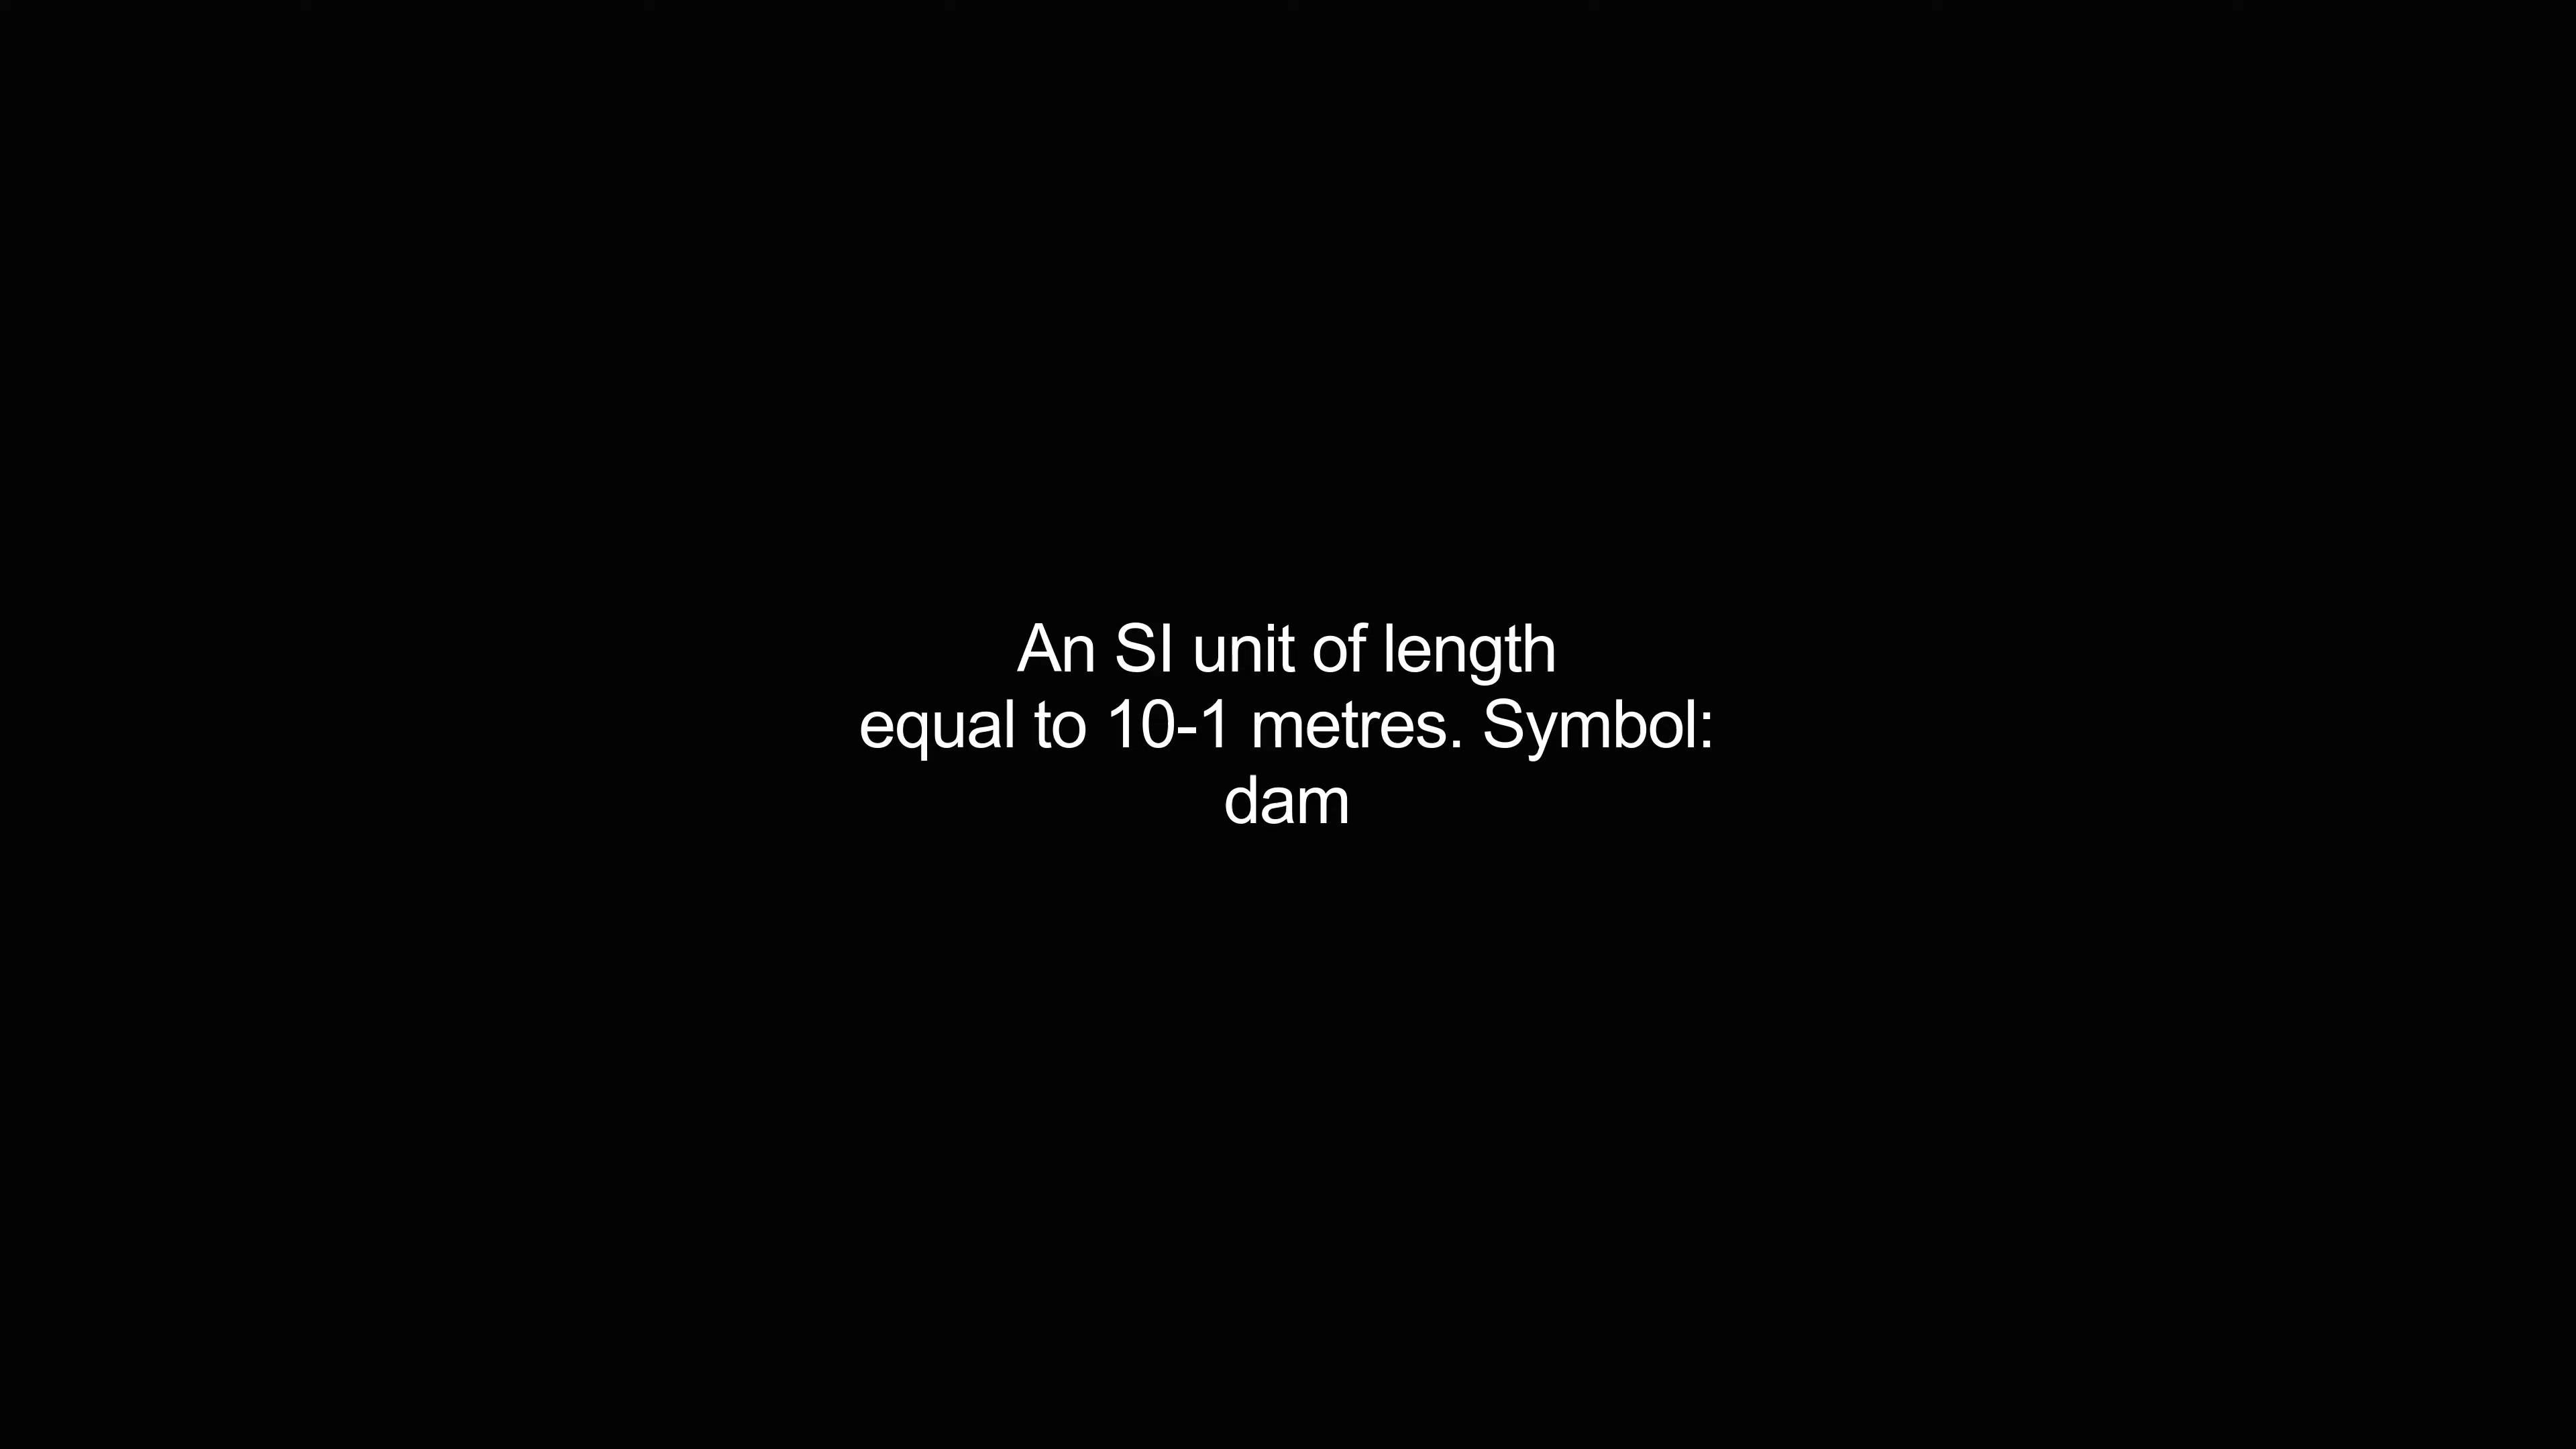 An SI unit of length
equal to 10-1 metres. Symbol:
dam